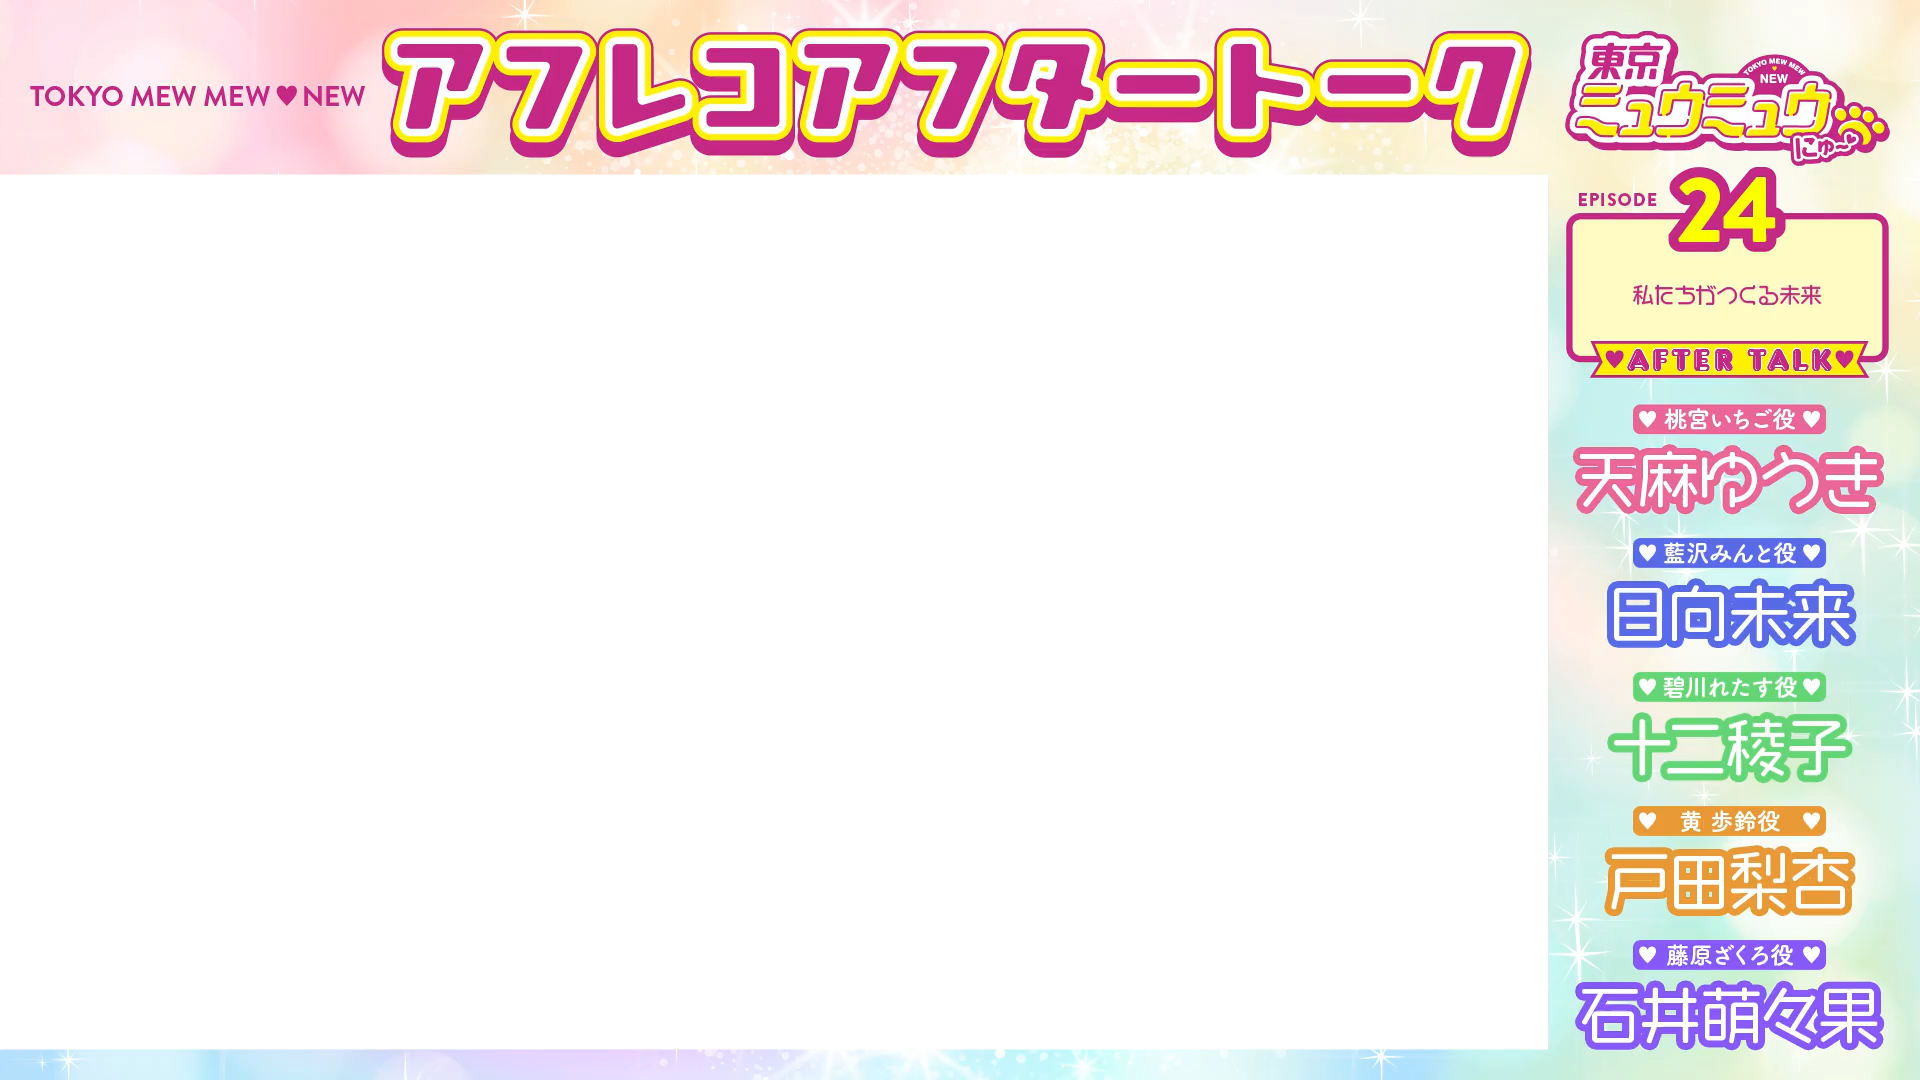 TOKYO MEW MEW ♥ NEW
アフレコアフタートーク
東京
TOKYO MEW MEW
♥
NEW
ミュウミュウ
にゅ〜♥
EPISODE 24
私たちがつくる未来
♥AFTER TALK♥
♥ 桃宮いちご役 ♥
天麻ゆうき
♥ 藍沢みんと役 ♥
日向未来
♥ 碧川れたす役 ♥
十二稜子
♥ 黄 歩鈴役 ♥
戸田梨杏
♥ 藤原ざくろ役 ♥
石井萌々果